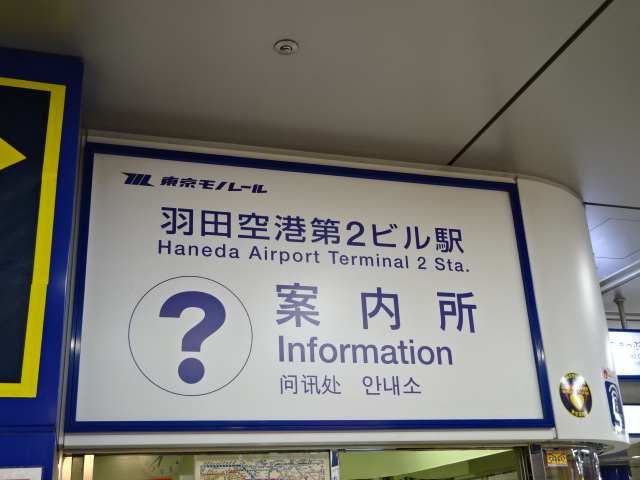 東京モノレール
羽田空港第2ビル駅
Haneda Airport Terminal 2 Sta.
?
案内所
Information
问讯处 안내소